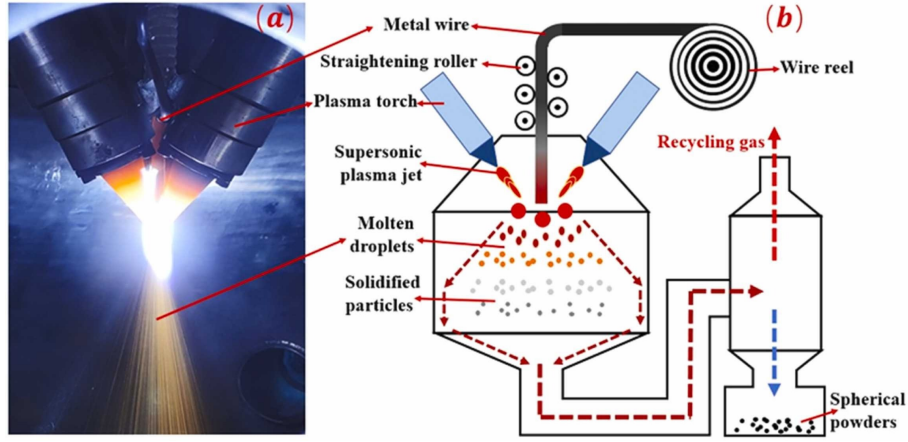 (a)
(b)
Metal wire
Straightening roller
Wire reel
Plasma torch
Recycling gas
Supersonic
plasma jet
Molten
droplets
Solidified
particles
Spherical
powders